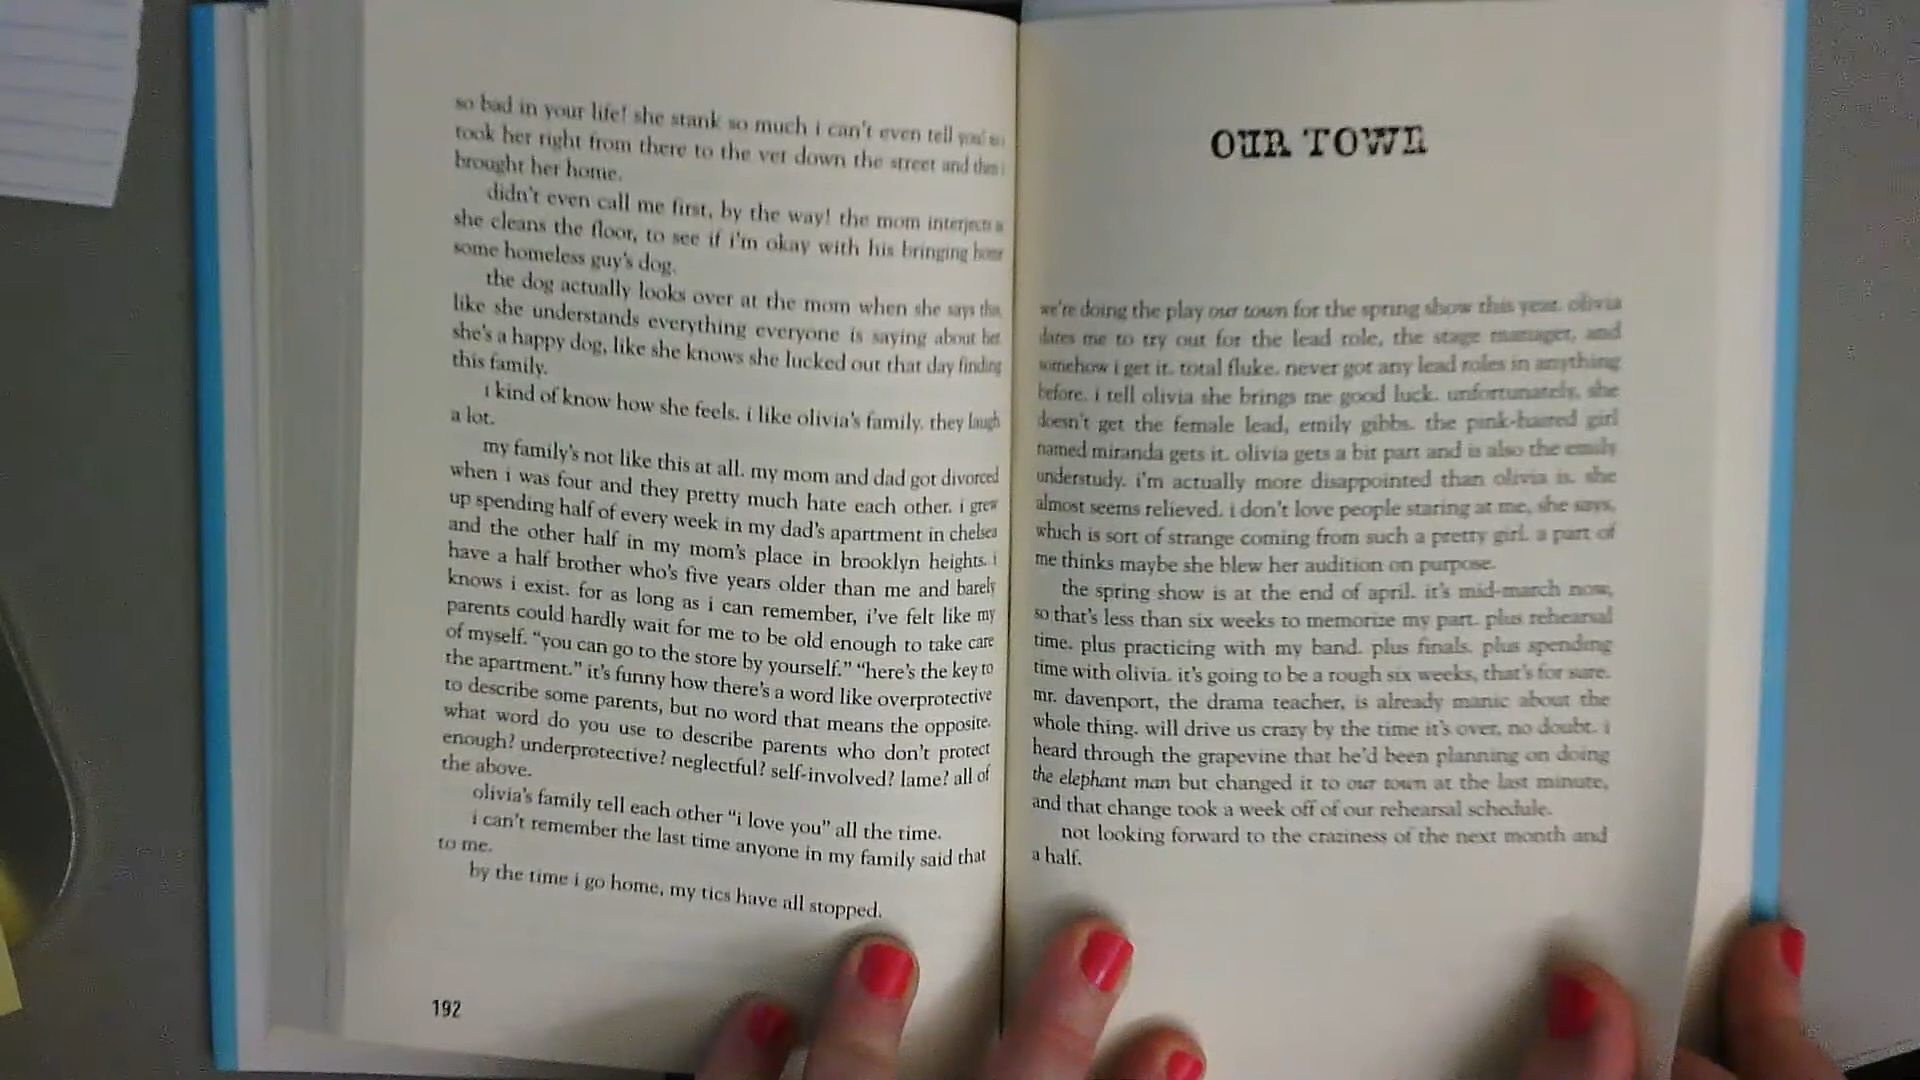 so bad in your life! she stank so much i can't even tell you! so i
took her right from there to the vet down the street and then i
brought her home.
didn't even call me first, by the way! the mom interjects as
she cleans the floor, to see if i'm okay with his bringing home
some homeless guy's dog.
the dog actually looks over at the mom when she says this,
like she understands everything everyone is saying about her.
she's a happy dog, like she knows she lucked out that day finding
this family.
i kind of know how she feels. i like olivia's family. they laugh
a lot.
my family's not like this at all. my mom and dad got divorced
when i was four and they pretty much hate each other. i grew
up spending half of every week in my dad's apartment in chelsea
and the other half in my mom's place in brooklyn heights. i
have a half brother who's five years older than me and barely
knows i exist. for as long as i can remember, i've felt like my
parents could hardly wait for me to be old enough to take care
of myself. "you can go to the store by yourself." "here's the key to
the apartment." it's funny how there's a word like overprotective
to describe some parents, but no word that means the opposite.
what word do you use to describe parents who don't protect
enough? underprotective? neglectful? self-involved? lame? all of
the above.
olivia's family tell each other "i love you" all the time.
i can't remember the last time anyone in my family said that
to me.
by the time i go home, my tics have all stopped.
192
OUR TOWN
we're doing the play our town for the spring show this year. olivia
dares me to try out for the lead role, the stage manager, and
somehow i get it. total fluke. never got any lead roles in anything
before. i tell olivia she brings me good luck. unfortunately, she
doesn't get the female lead, emily gibbs. the pink-haired girl
named miranda gets it. olivia gets a bit part and is also the emily
understudy. i'm actually more disappointed than olivia is. she
almost seems relieved. i don't love people staring at me, she says,
which is sort of strange coming from such a pretty girl. a part of
me thinks maybe she blew her audition on purpose.
the spring show is at the end of april. it's mid-march now,
so that's less than six weeks to memorize my part. plus rehearsal
time. plus practicing with my band. plus finals. plus spending
time with olivia. it's going to be a rough six weeks, that's for sure.
mr. davenport, the drama teacher, is already manic about the
whole thing. will drive us crazy by the time it's over, no doubt. i
heard through the grapevine that he'd been planning on doing
the elephant man but changed it to our town at the last minute,
and that change took a week off of our rehearsal schedule.
not looking forward to the craziness of the next month and
a half.